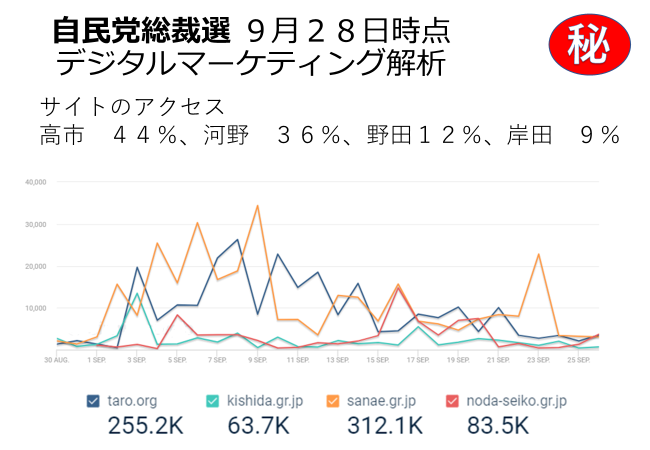 自民党総裁選 ９月２８日時点
デジタルマーケティング解析
㊙
サイトのアクセス
高市　４４％、河野　３６％、野田１２％、岸田　９％
40,000
30,000
20,000
10,000
30 AUG. 1 SEP. 3 SEP. 5 SEP. 7 SEP. 9 SEP. 11 SEP. 13 SEP. 15 SEP. 17 SEP. 19 SEP. 21 SEP. 23 SEP. 25 SEP.
taro.org kishida.gr.jp sanae.gr.jp noda-seiko.gr.jp
255.2K 63.7K 312.1K 83.5K